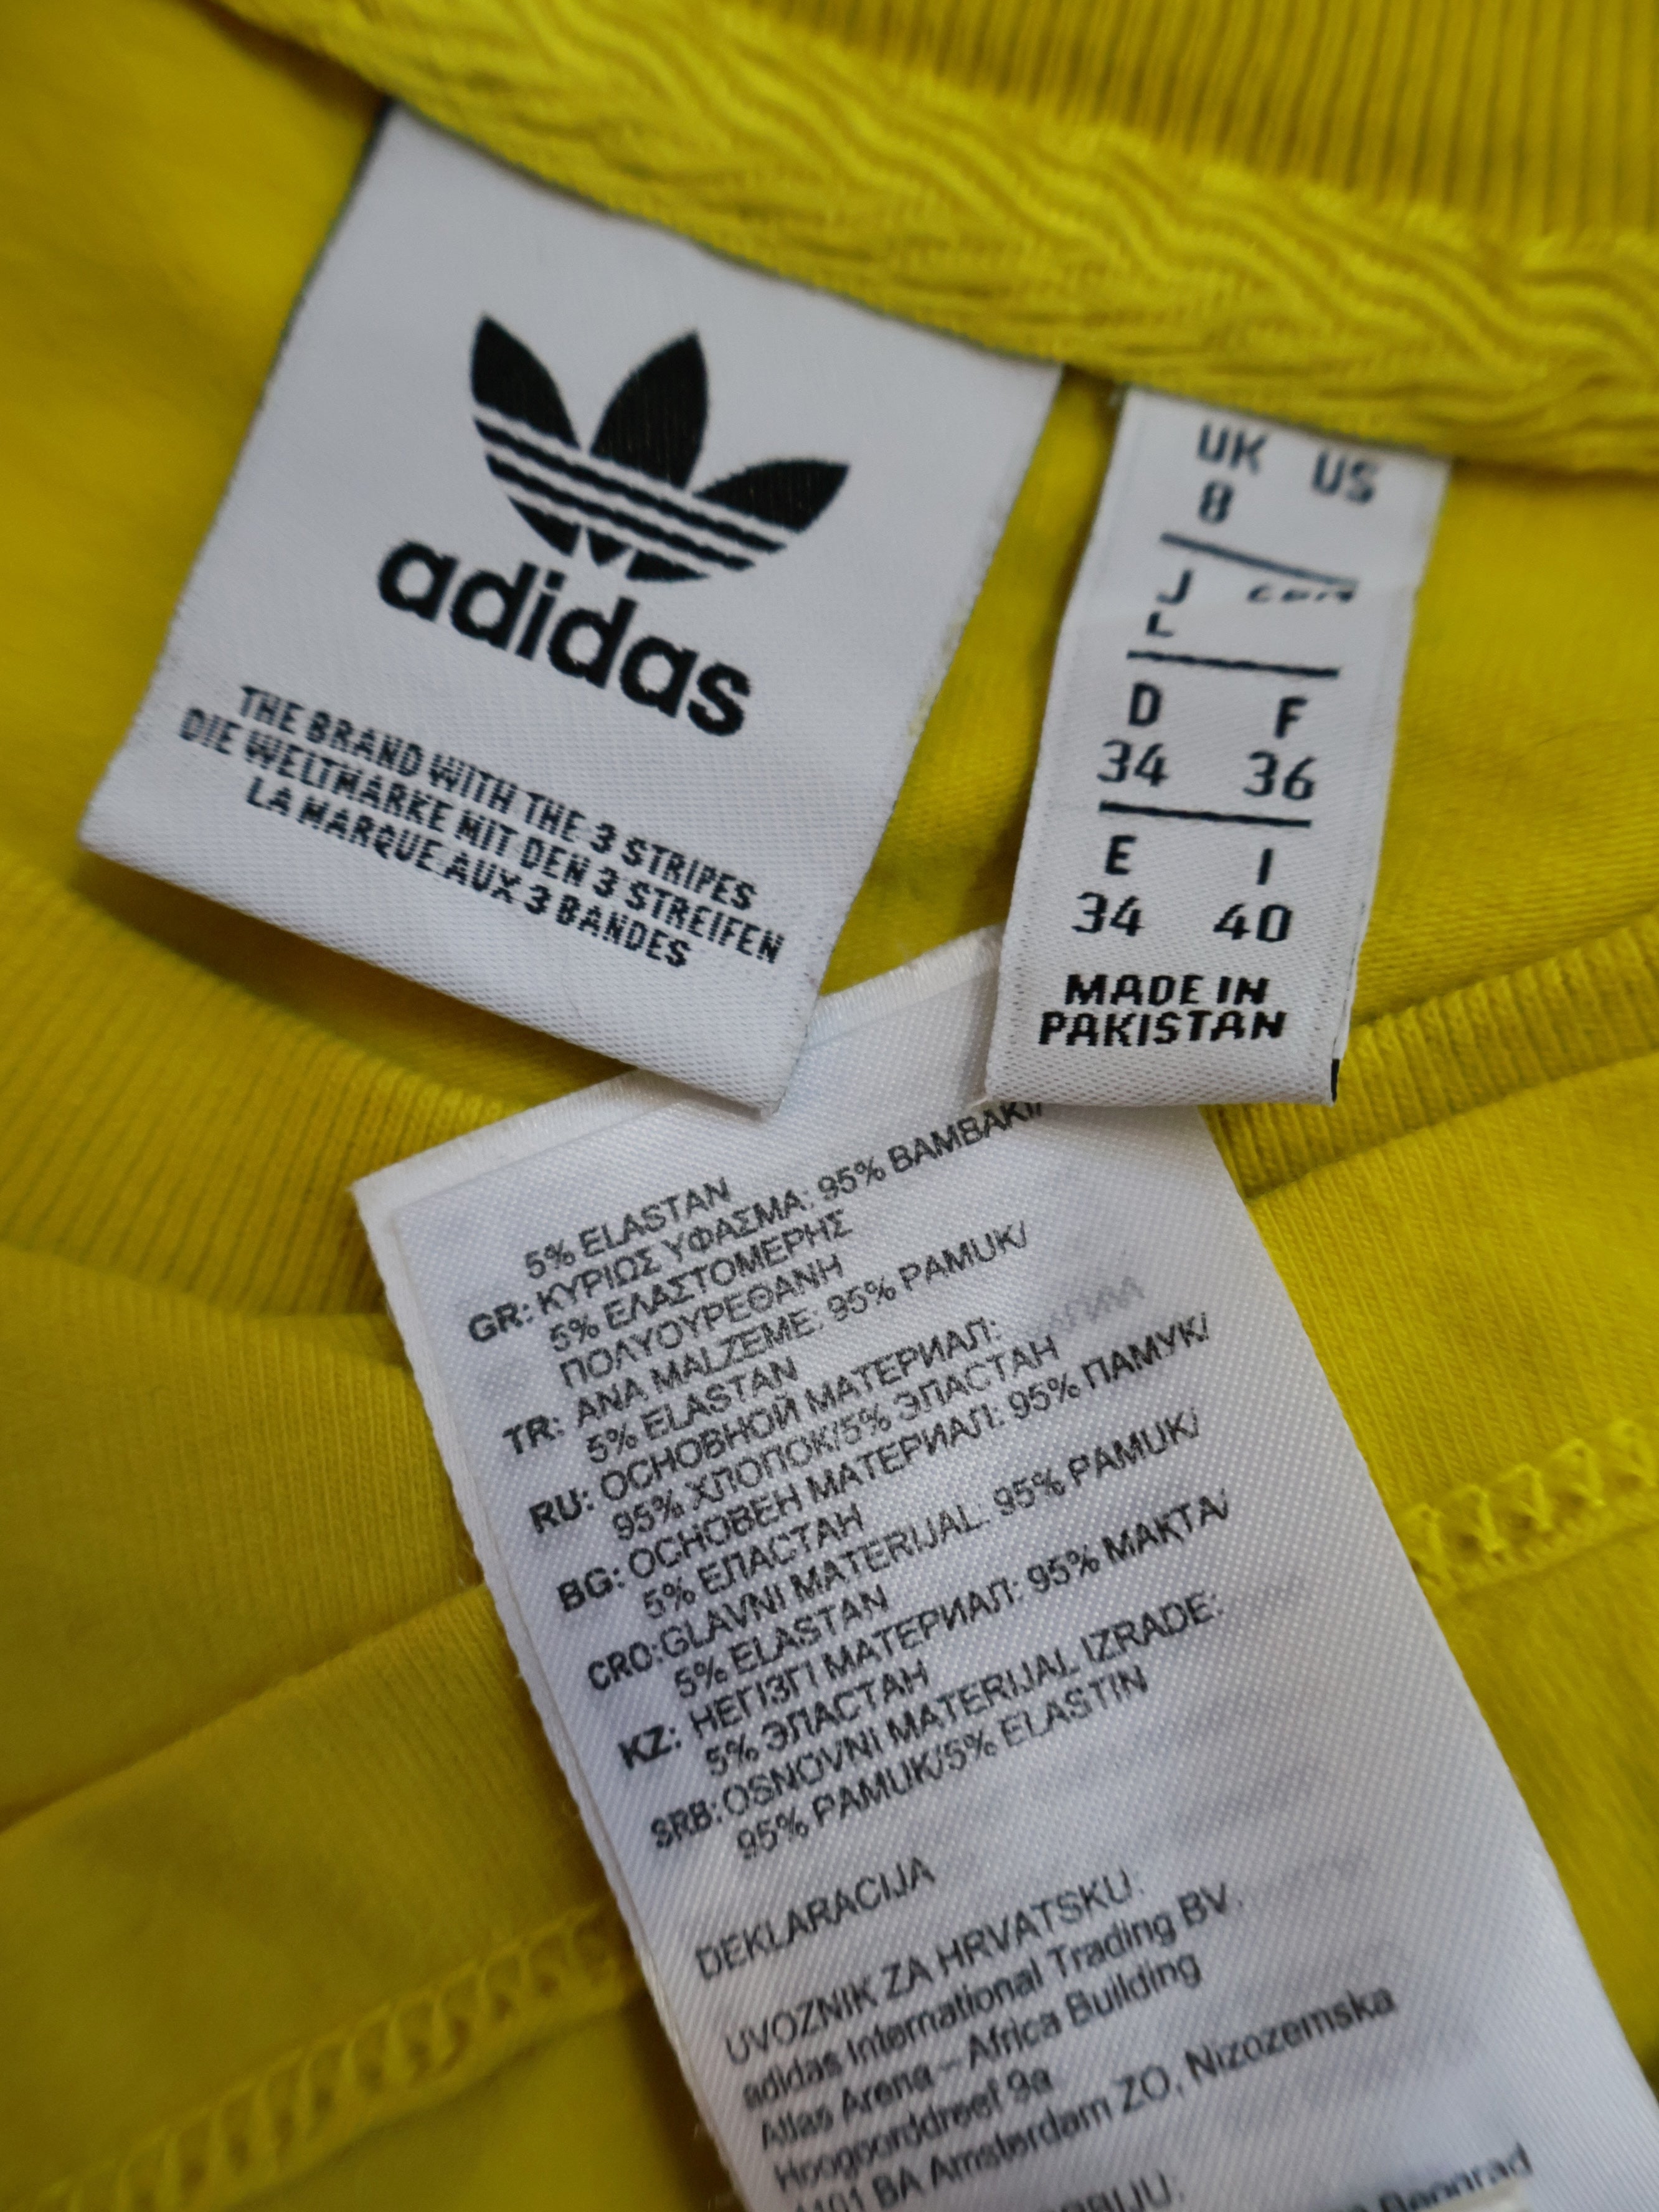 adidas
THE BRAND WITH THE 3 STRIPES
DIE WELTMARKE MIT DEN 3 STREIFEN
LA MARQUE AUX 3 BANDES
UK US
8
J
L
D F
34 36
E I
34 40
MADE IN
PAKISTAN
5% ELASTAN
GR: ΚΥΡΙΩΣ ΥΦΑΣΜΑ: 95% ΒΑΜΒΑΚΙ/
5% ΕΛΑΣΤΟΜΕΡΗΣ
ΠΟΛΥΟΥΡΕΘΑΝΗ
TR: ANA MALZEME: 95% PAMUK/
5% ELASTAN
RU: ОСНОВНОЙ МАТЕРИАЛ:
95% ХЛОПОК/5% ЭЛАСТАН
BG: ОСНОВЕН МАТЕРИАЛ: 95% ПАМУК/
5% ЕЛАСТАН
CRO: GLAVNI MATERIJAL: 95% PAMUK/
5% ELASTAN
KZ: НЕГІЗГІ МАТЕРИАЛ: 95% МАКТА/
5% ЭЛАСТАН
SRB: OSNOVNI MATERIJAL IZRADE:
95% PAMUK/5% ELASTIN
DEKLARACIJA
UVOZNIK ZA HRVATSKU:
adidas International Trading BV.
Atlas Arena – Africa Building
Hoogoorddreef 9a
1101 BA Amsterdam ZO, Nizozemska
Beograd